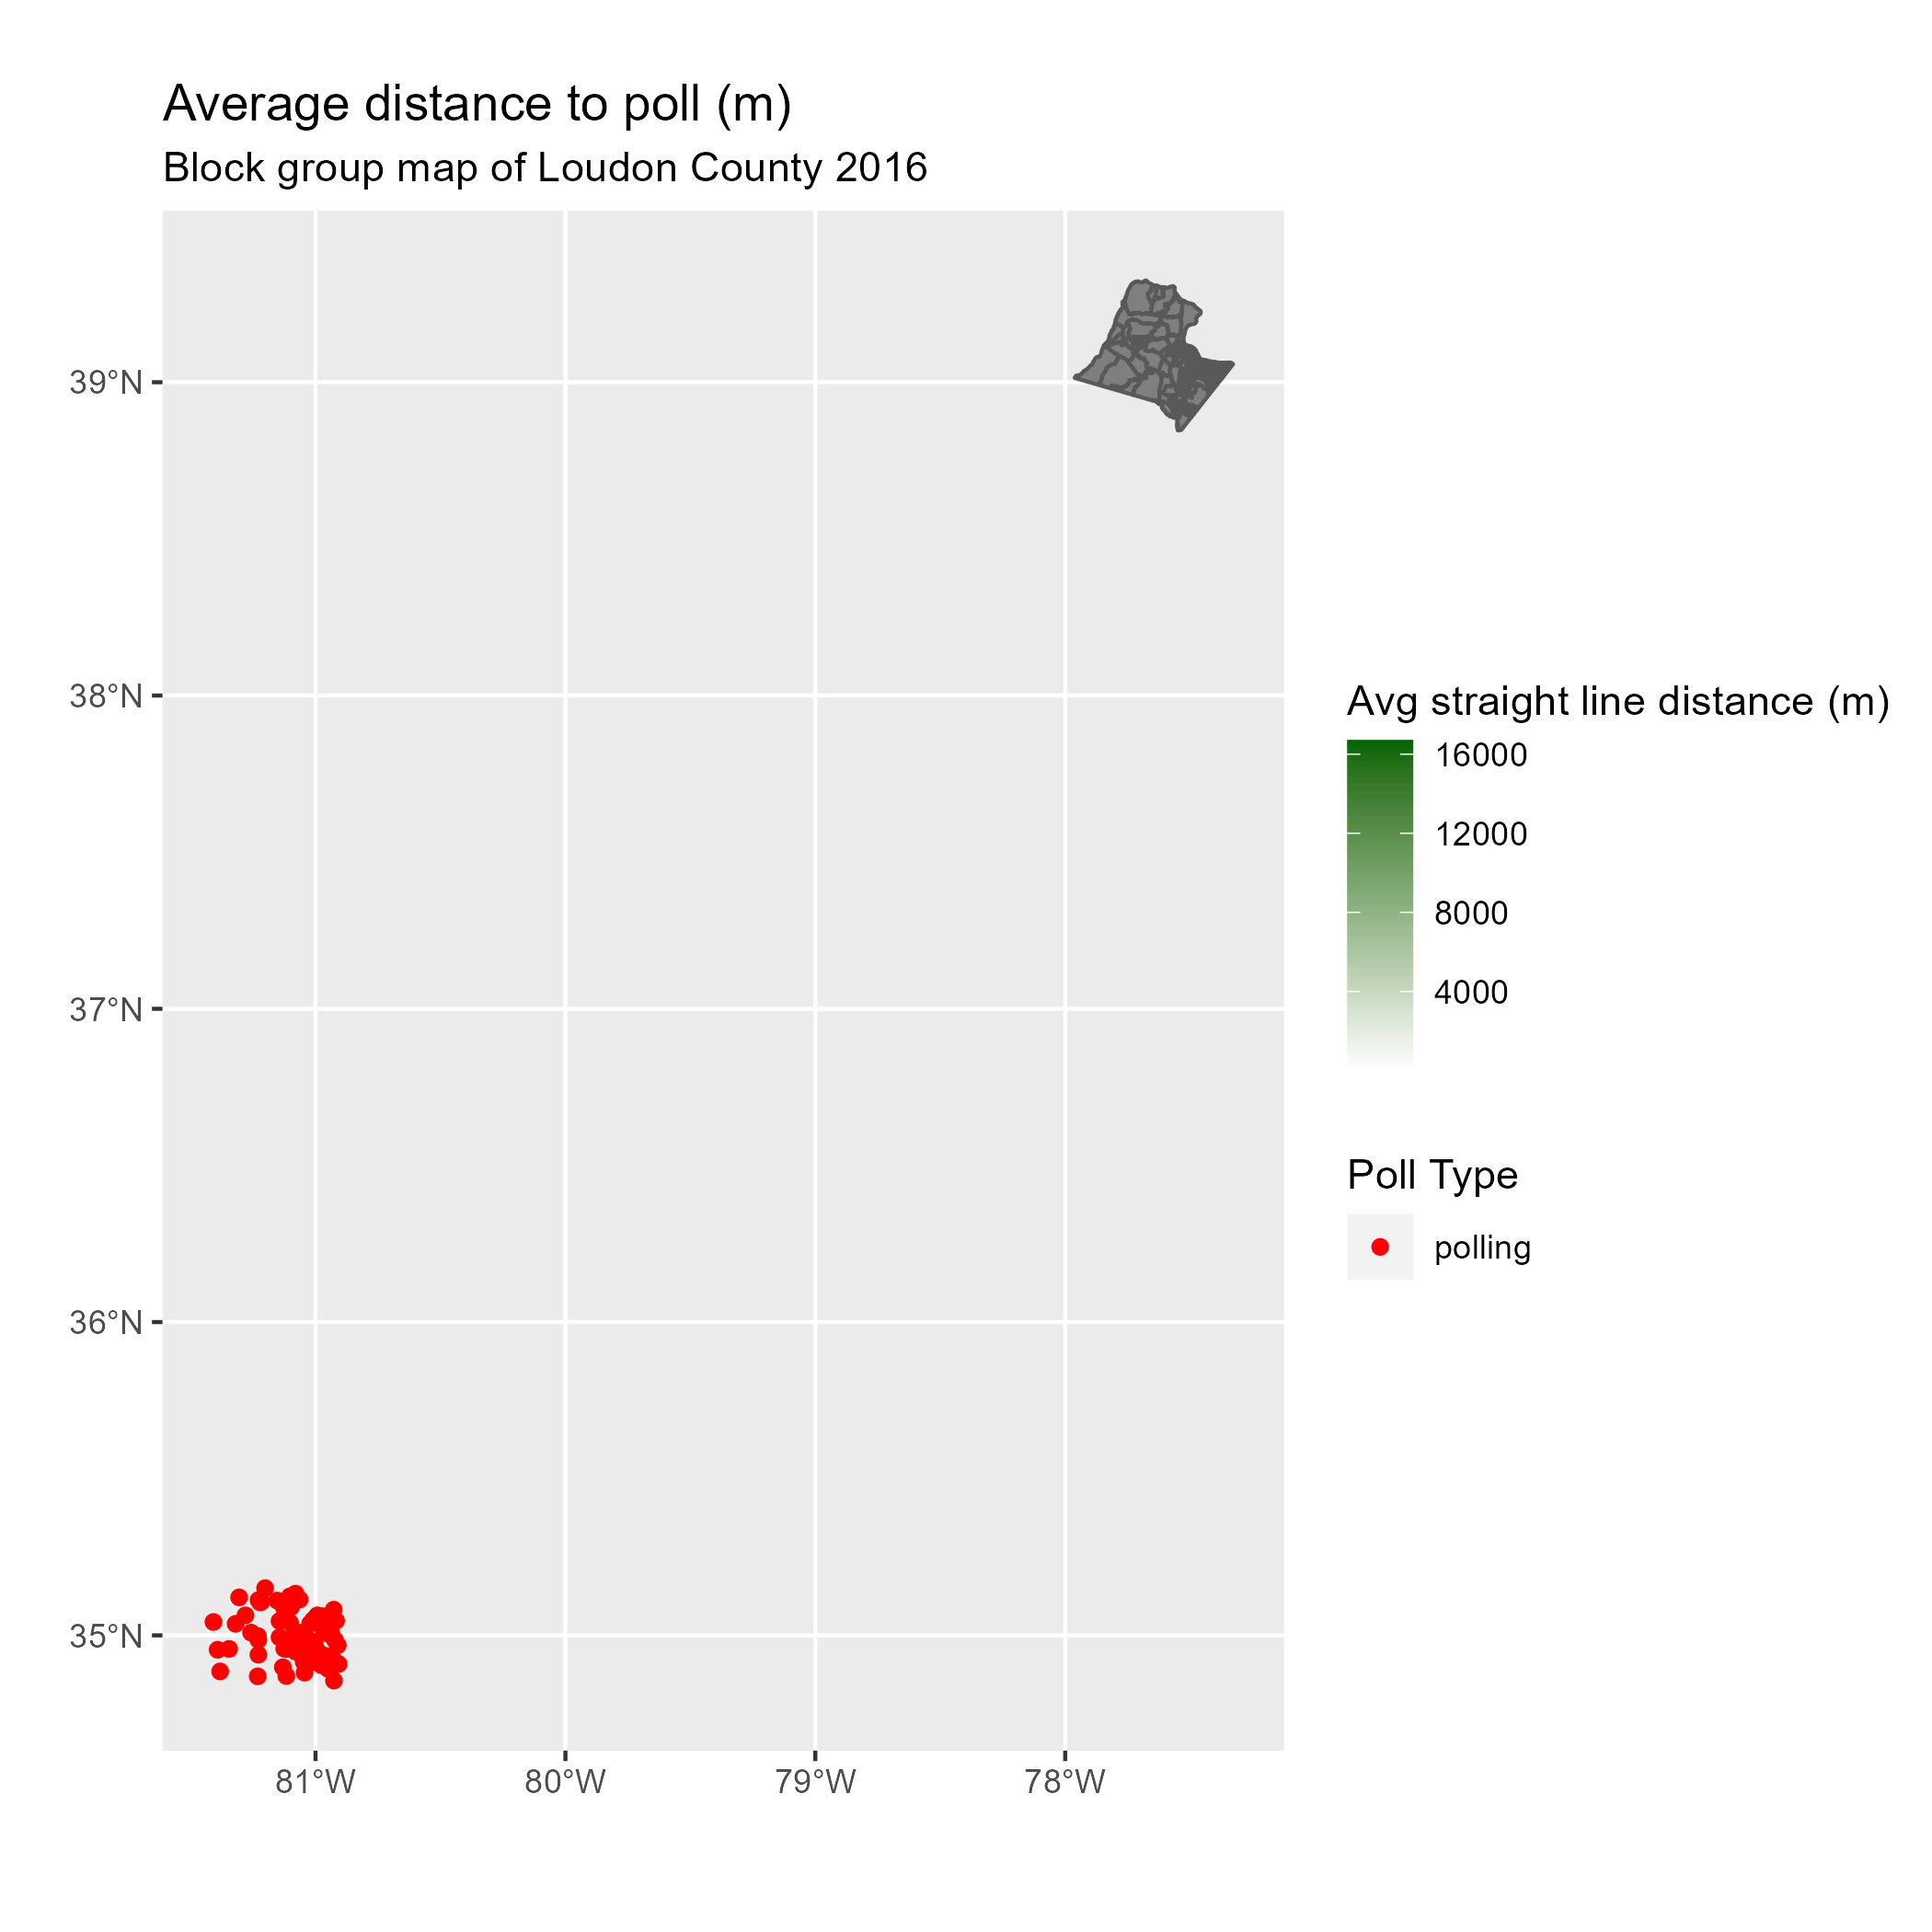 Average distance to poll (m)
Block group map of Loudon County 2016
39°N
38°N
37°N
36°N
35°N
81°W
80°W
79°W
78°W
Avg straight line distance (m)
16000
12000
8000
4000
Poll Type
polling